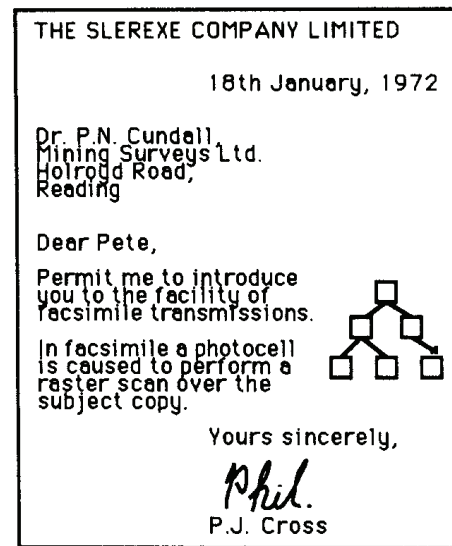 THE SLEREXE COMPANY LIMITED
18th January, 1972
Dr. P.N. Cundall,
Mining Surveys Ltd.
Holroyd Road,
Reading
Dear Pete,
Permit me to introduce
you to the facility of
facsimile transmissions.
In facsimile a photocell
is caused to perform a
raster scan over the
subject copy.
Yours sincerely,
Phil.
P.J. Cross